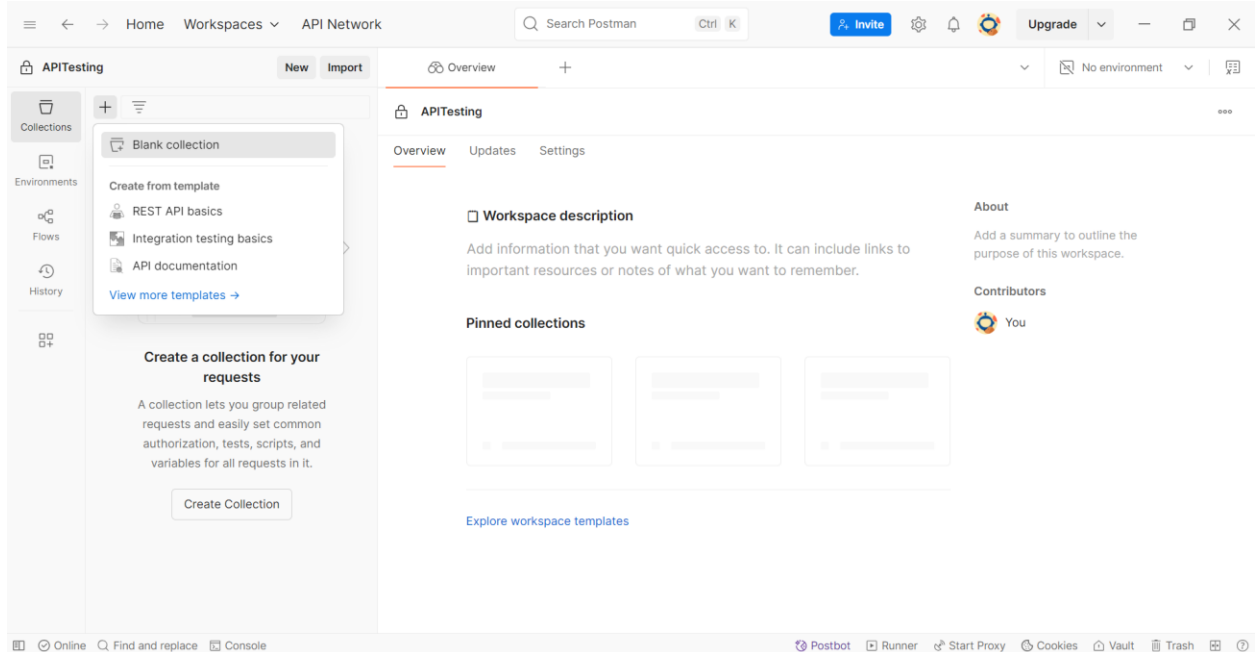 Home Workspaces API Network Search Postman Ctrl K Invite Upgrade
APITesting New Import Overview No environment
Collections
Environments
Flows
History
Blank collection
Create from template
REST API basics
Integration testing basics
API documentation
View more templates →
Create a collection for your
requests
A collection lets you group related
requests and easily set common
authorization, tests, scripts, and
variables for all requests in it.
Create Collection
APITesting
Overview Updates Settings
Workspace description
Add information that you want quick access to. It can include links to
important resources or notes of what you want to remember.
Pinned collections
Explore workspace templates
About
Add a summary to outline the
purpose of this workspace.
Contributors
You
Online Find and replace Console Postbot Runner Start Proxy Cookies Vault Trash